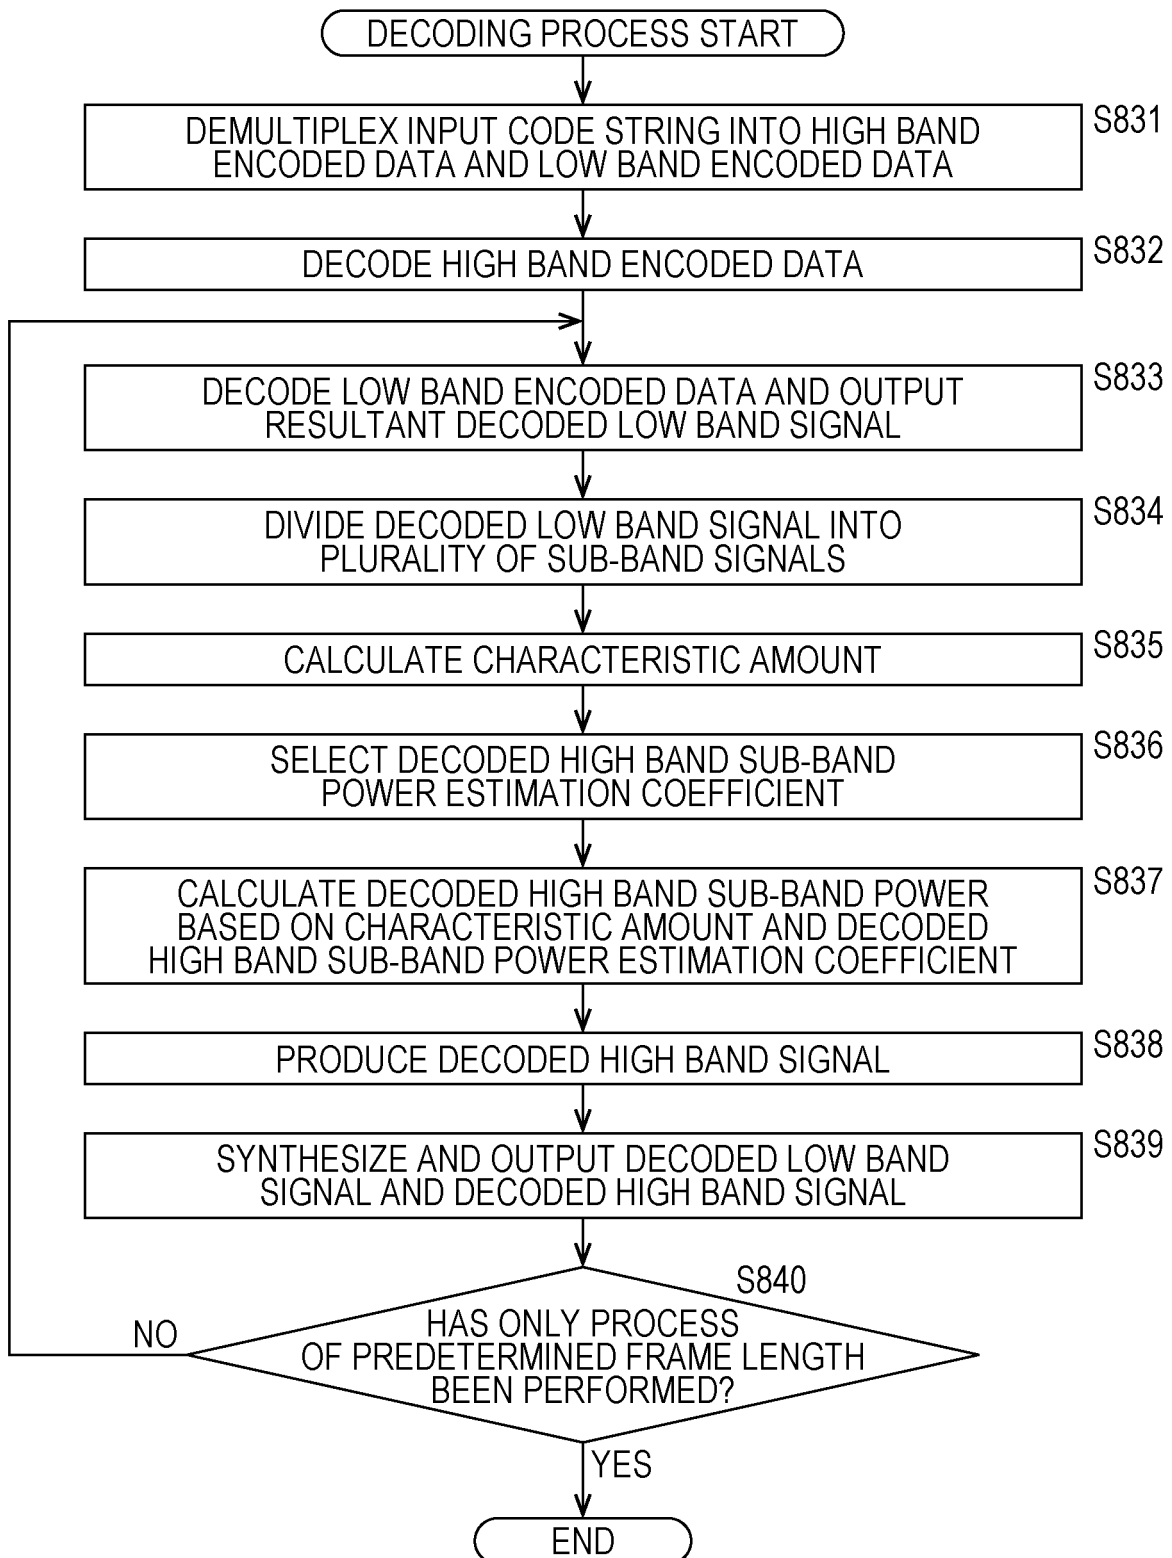 DECODING PROCESS START
S831
DEMULTIPLEX INPUT CODE STRING INTO HIGH BAND
ENCODED DATA AND LOW BAND ENCODED DATA
S832
DECODE HIGH BAND ENCODED DATA
S833
DECODE LOW BAND ENCODED DATA AND OUTPUT
RESULTANT DECODED LOW BAND SIGNAL
S834
DIVIDE DECODED LOW BAND SIGNAL INTO
PLURALITY OF SUB-BAND SIGNALS
S835
CALCULATE CHARACTERISTIC AMOUNT
S836
SELECT DECODED HIGH BAND SUB-BAND
POWER ESTIMATION COEFFICIENT
S837
CALCULATE DECODED HIGH BAND SUB-BAND POWER
BASED ON CHARACTERISTIC AMOUNT AND DECODED
HIGH BAND SUB-BAND POWER ESTIMATION COEFFICIENT
S838
PRODUCE DECODED HIGH BAND SIGNAL
S839
SYNTHESIZE AND OUTPUT DECODED LOW BAND
SIGNAL AND DECODED HIGH BAND SIGNAL
S840
NO
HAS ONLY PROCESS
OF PREDETERMINED FRAME LENGTH
BEEN PERFORMED?
YES
END